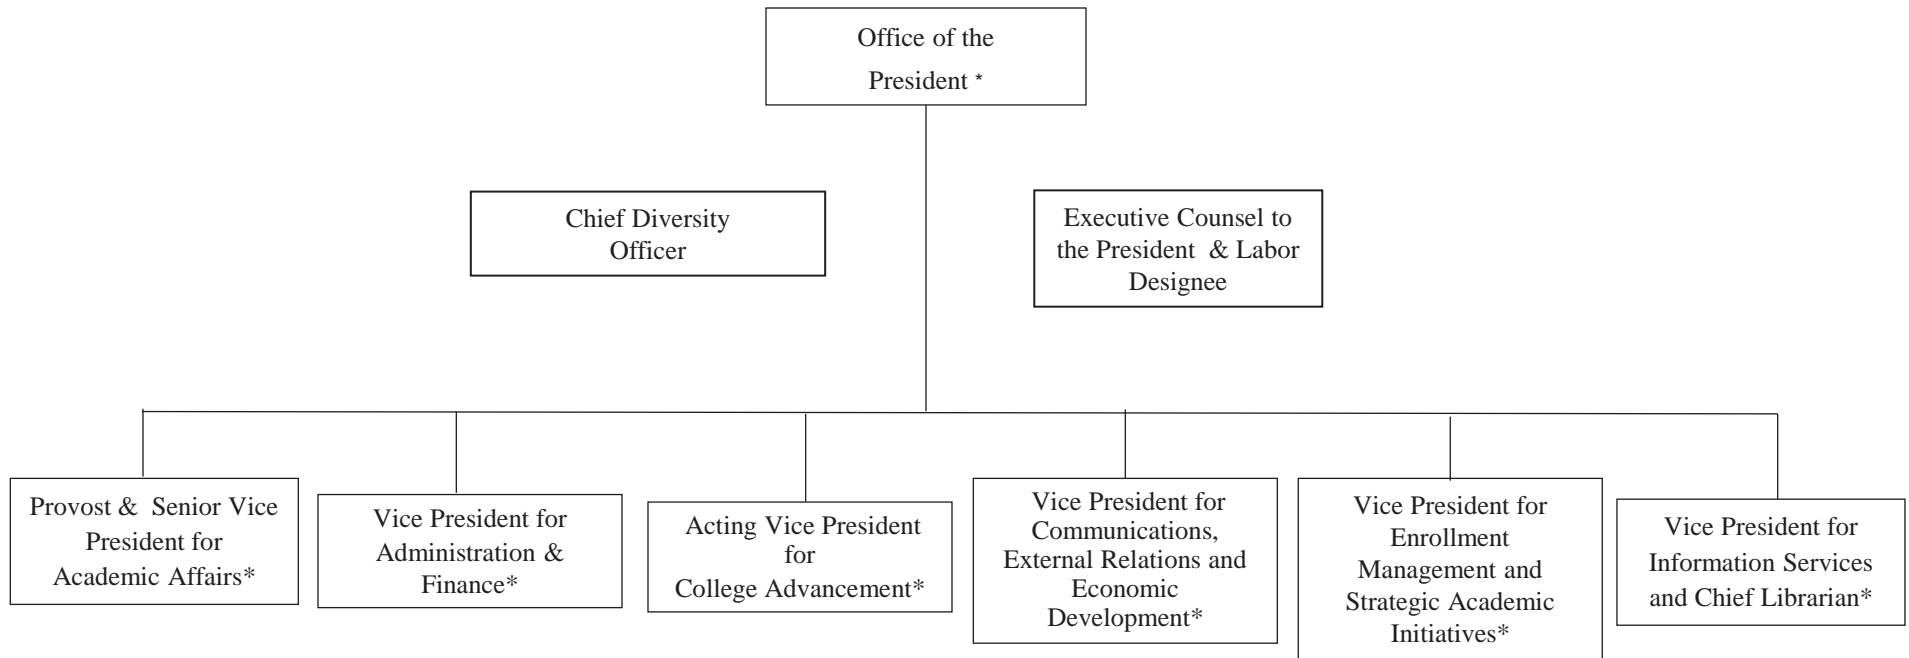 Office of the
President *
Chief Diversity
Officer
Executive Counsel to
the President & Labor
Designee
Provost & Senior Vice
President for
Academic Affairs*
Vice President for
Administration &
Finance*
Acting Vice President
for
College Advancement*
Vice President for
Communications,
External Relations and
Economic
Development*
Vice President for
Enrollment
Management and
Strategic Academic
Initiatives*
Vice President for
Information Services
and Chief Librarian*